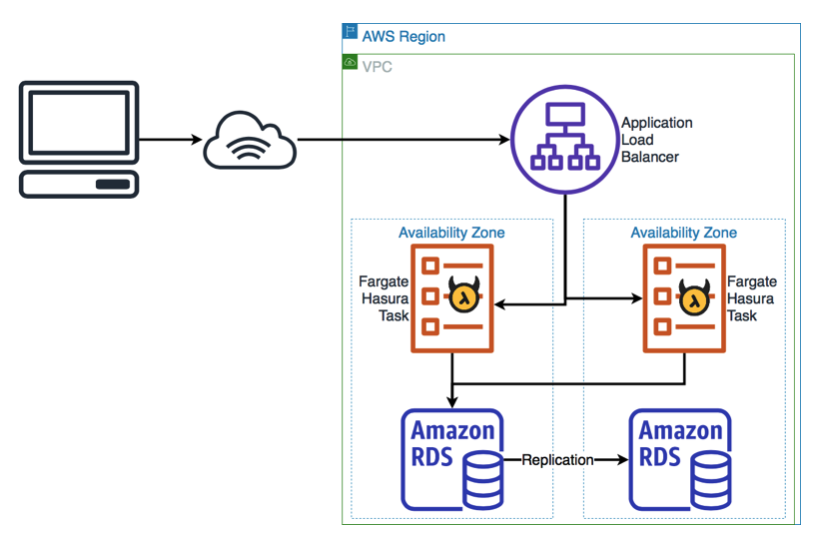 AWS Region
VPC
Application
Load
Balancer
Availability Zone
Fargate
Hasura
Task
λ
Availability Zone
λ
Fargate
Hasura
Task
Amazon
RDS
Replication
Amazon
RDS